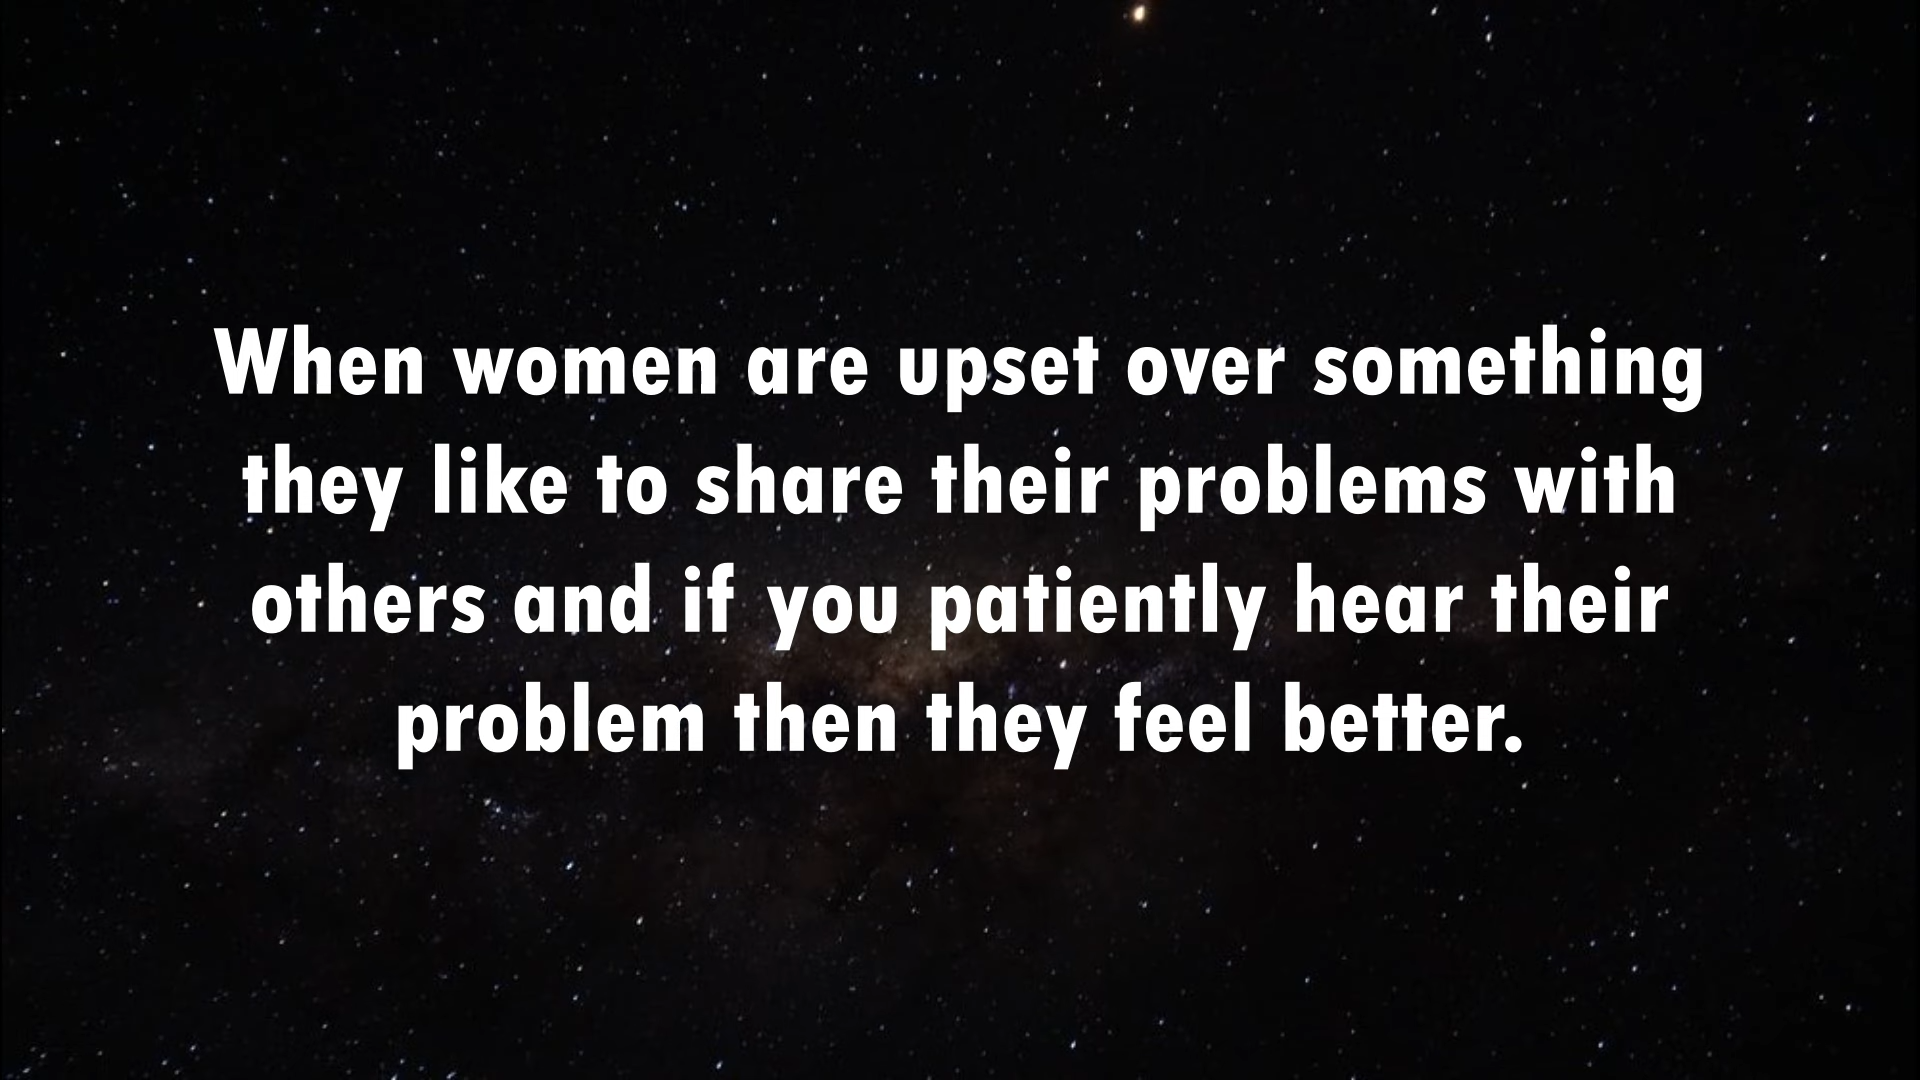 When women are upset over something
they like to share their problems with
others and if you patiently hear their
problem then they feel better.